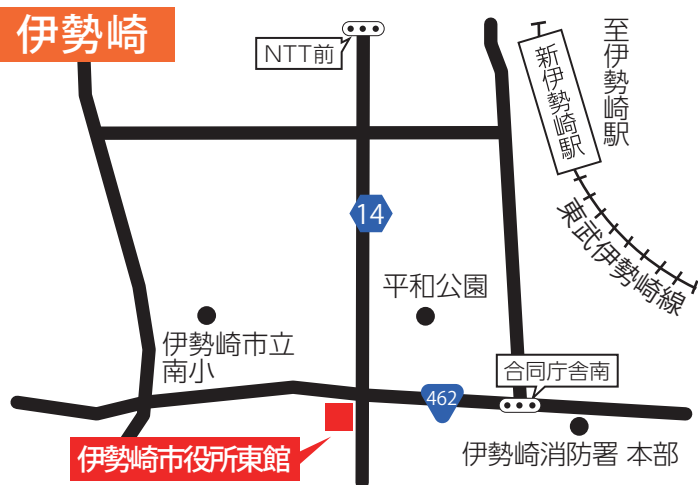 伊勢崎
NTT前
至伊勢崎駅
新伊勢崎駅
14
東武伊勢崎線
平和公園
伊勢崎市立
南小
合同庁舎南
462
伊勢崎市役所東館
伊勢崎消防署 本部